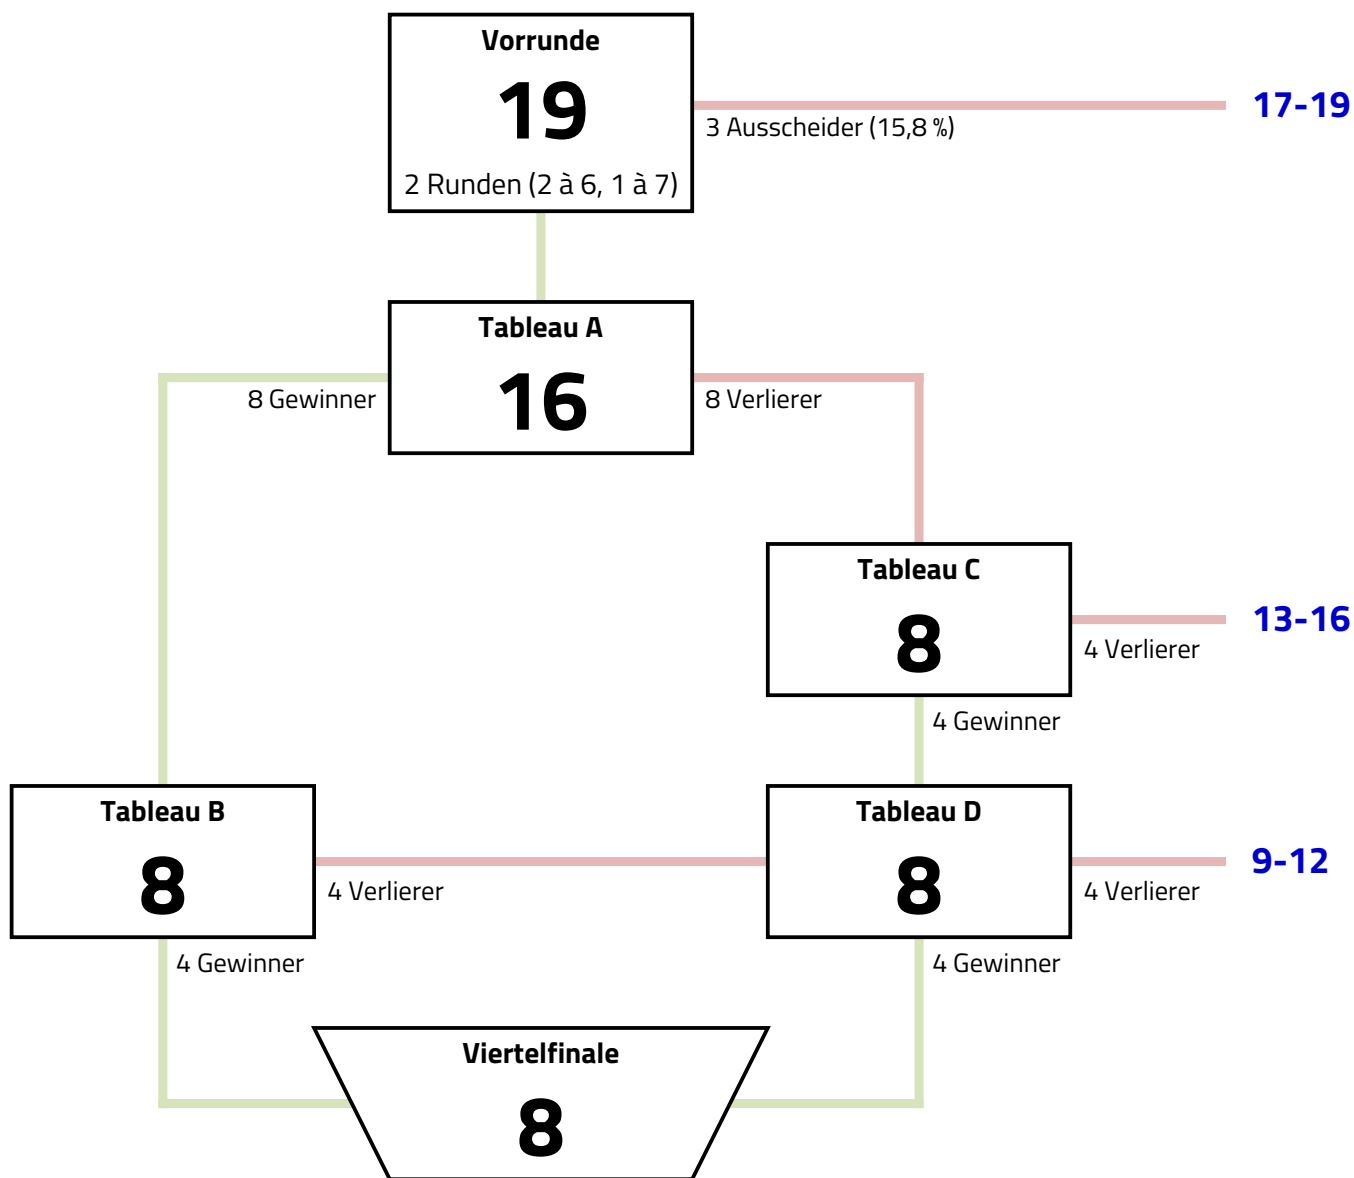 Vorrunde
19
2 Runden (2 à 6, 1 à 7)
3 Ausscheider (15,8 %)
17-19
Tableau A
16
8 Gewinner
8 Verlierer
Tableau C
8
4 Verlierer
13-16
4 Gewinner
Tableau B
8
4 Verlierer
4 Gewinner
Tableau D
8
4 Verlierer
9-12
4 Gewinner
Viertelfinale
8